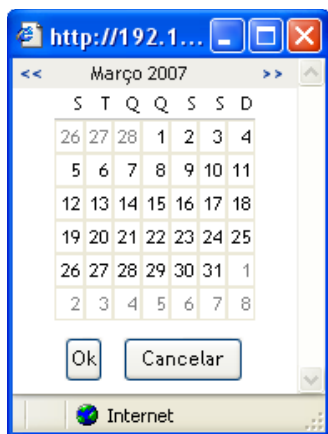 http://192.1...
<< Março 2007 >>
S T Q Q S S D
26 27 28 1 2 3 4
5 6 7 8 9 10 11
12 13 14 15 16 17 18
19 20 21 22 23 24 25
26 27 28 29 30 31 1
2 3 4 5 6 7 8
Ok Cancelar
Internet